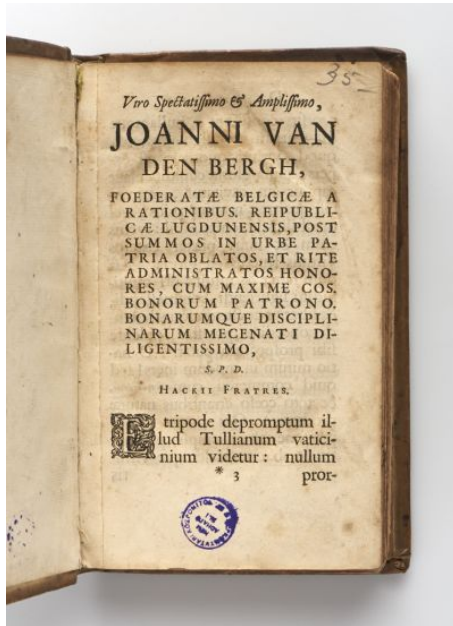 35
Viro Spectatissimo & Amplissimo,
JOANNI VAN
DEN BERGH,
FOEDERATÆ BELGICÆ A
RATIONIBUS. REIPUBLI-
CÆ LUGDUNENSIS, POST
SUMMOS IN URBE PA-
TRIA OBLATOS, ET RITE
ADMINISTRATOS HONO-
RES, CUM MAXIME COS.
BONORUM PATRONO.
BONARUMQUE DISCIPLI-
NARUM MECENATI DI-
LIGENTISSIMO,
S. P. D.
HACKII FRATRES.
E tripode depromptum il-
lud Tullianum vatici-
nium videtur: nullum
* 3 pror-